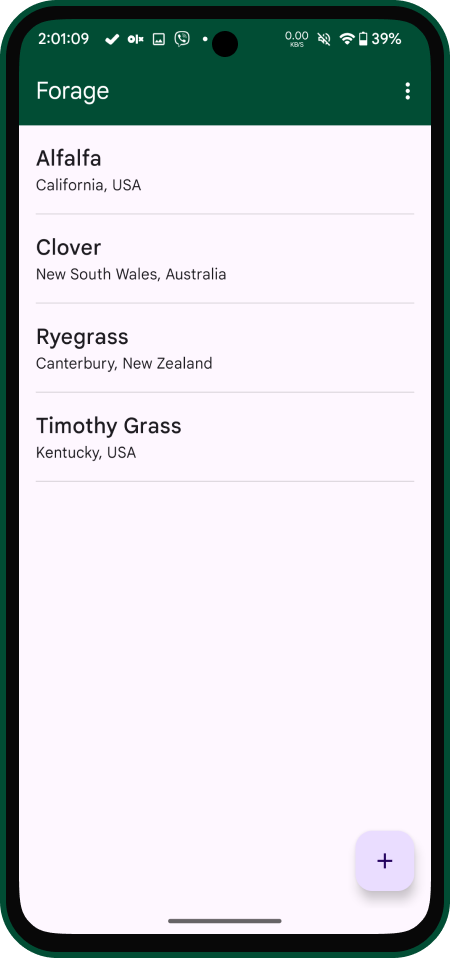 2:01:09
olx
0.00
KB/S
39%
Forage
Alfalfa
California, USA
Clover
New South Wales, Australia
Ryegrass
Canterbury, New Zealand
Timothy Grass
Kentucky, USA
+